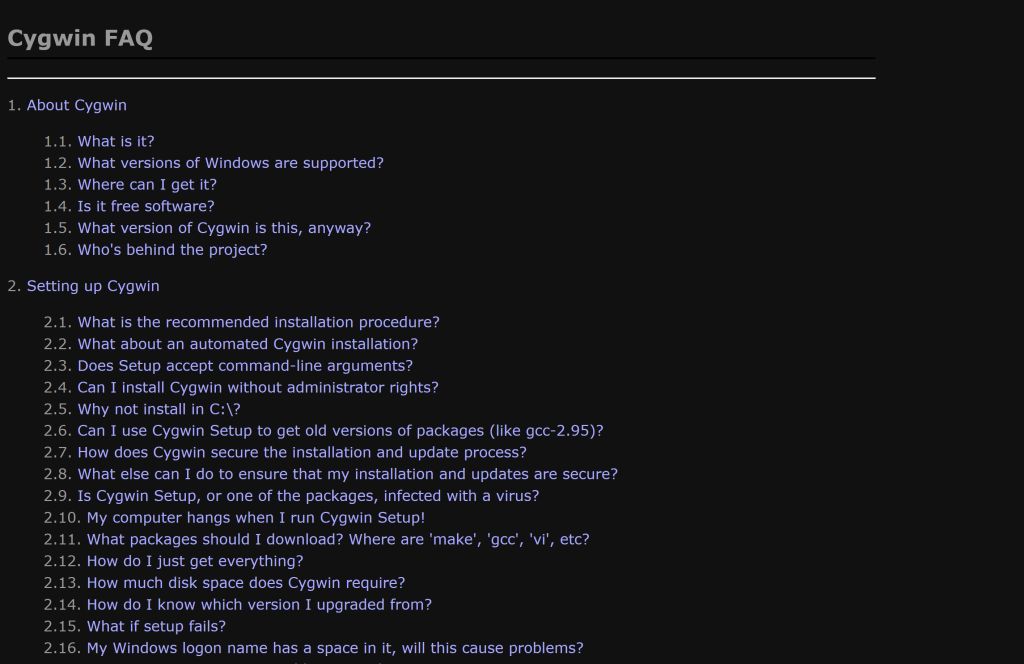 Cygwin FAQ
1. About Cygwin
1.1. What is it?
1.2. What versions of Windows are supported?
1.3. Where can I get it?
1.4. Is it free software?
1.5. What version of Cygwin is this, anyway?
1.6. Who's behind the project?
2. Setting up Cygwin
2.1. What is the recommended installation procedure?
2.2. What about an automated Cygwin installation?
2.3. Does Setup accept command-line arguments?
2.4. Can I install Cygwin without administrator rights?
2.5. Why not install in C:\?
2.6. Can I use Cygwin Setup to get old versions of packages (like gcc-2.95)?
2.7. How does Cygwin secure the installation and update process?
2.8. What else can I do to ensure that my installation and updates are secure?
2.9. Is Cygwin Setup, or one of the packages, infected with a virus?
2.10. My computer hangs when I run Cygwin Setup!
2.11. What packages should I download? Where are 'make', 'gcc', 'vi', etc?
2.12. How do I just get everything?
2.13. How much disk space does Cygwin require?
2.14. How do I know which version I upgraded from?
2.15. What if setup fails?
2.16. My Windows logon name has a space in it, will this cause problems?